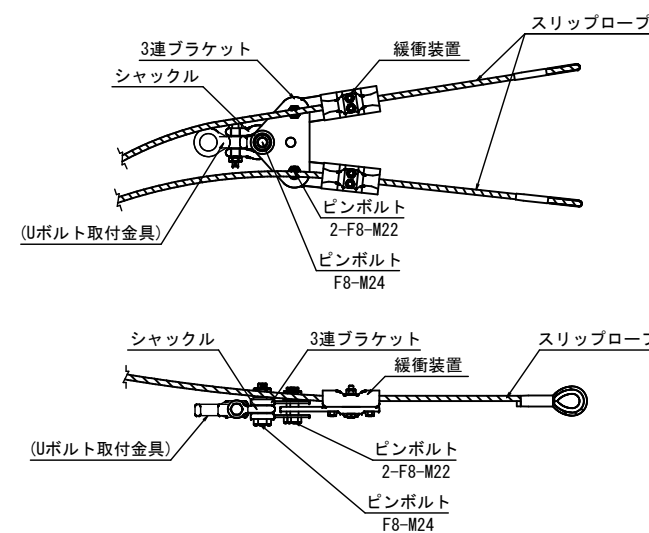 スリップロープ
3連ブラケット
緩衝装置
シャックル
ピンボルト
2-F8-M22
(Uボルト取付金具)
ピンボルト
F8-M24
シャックル
3連ブラケット
スリップロープ
緩衝装置
(Uボルト取付金具)
ピンボルト
2-F8-M22
ピンボルト
F8-M24